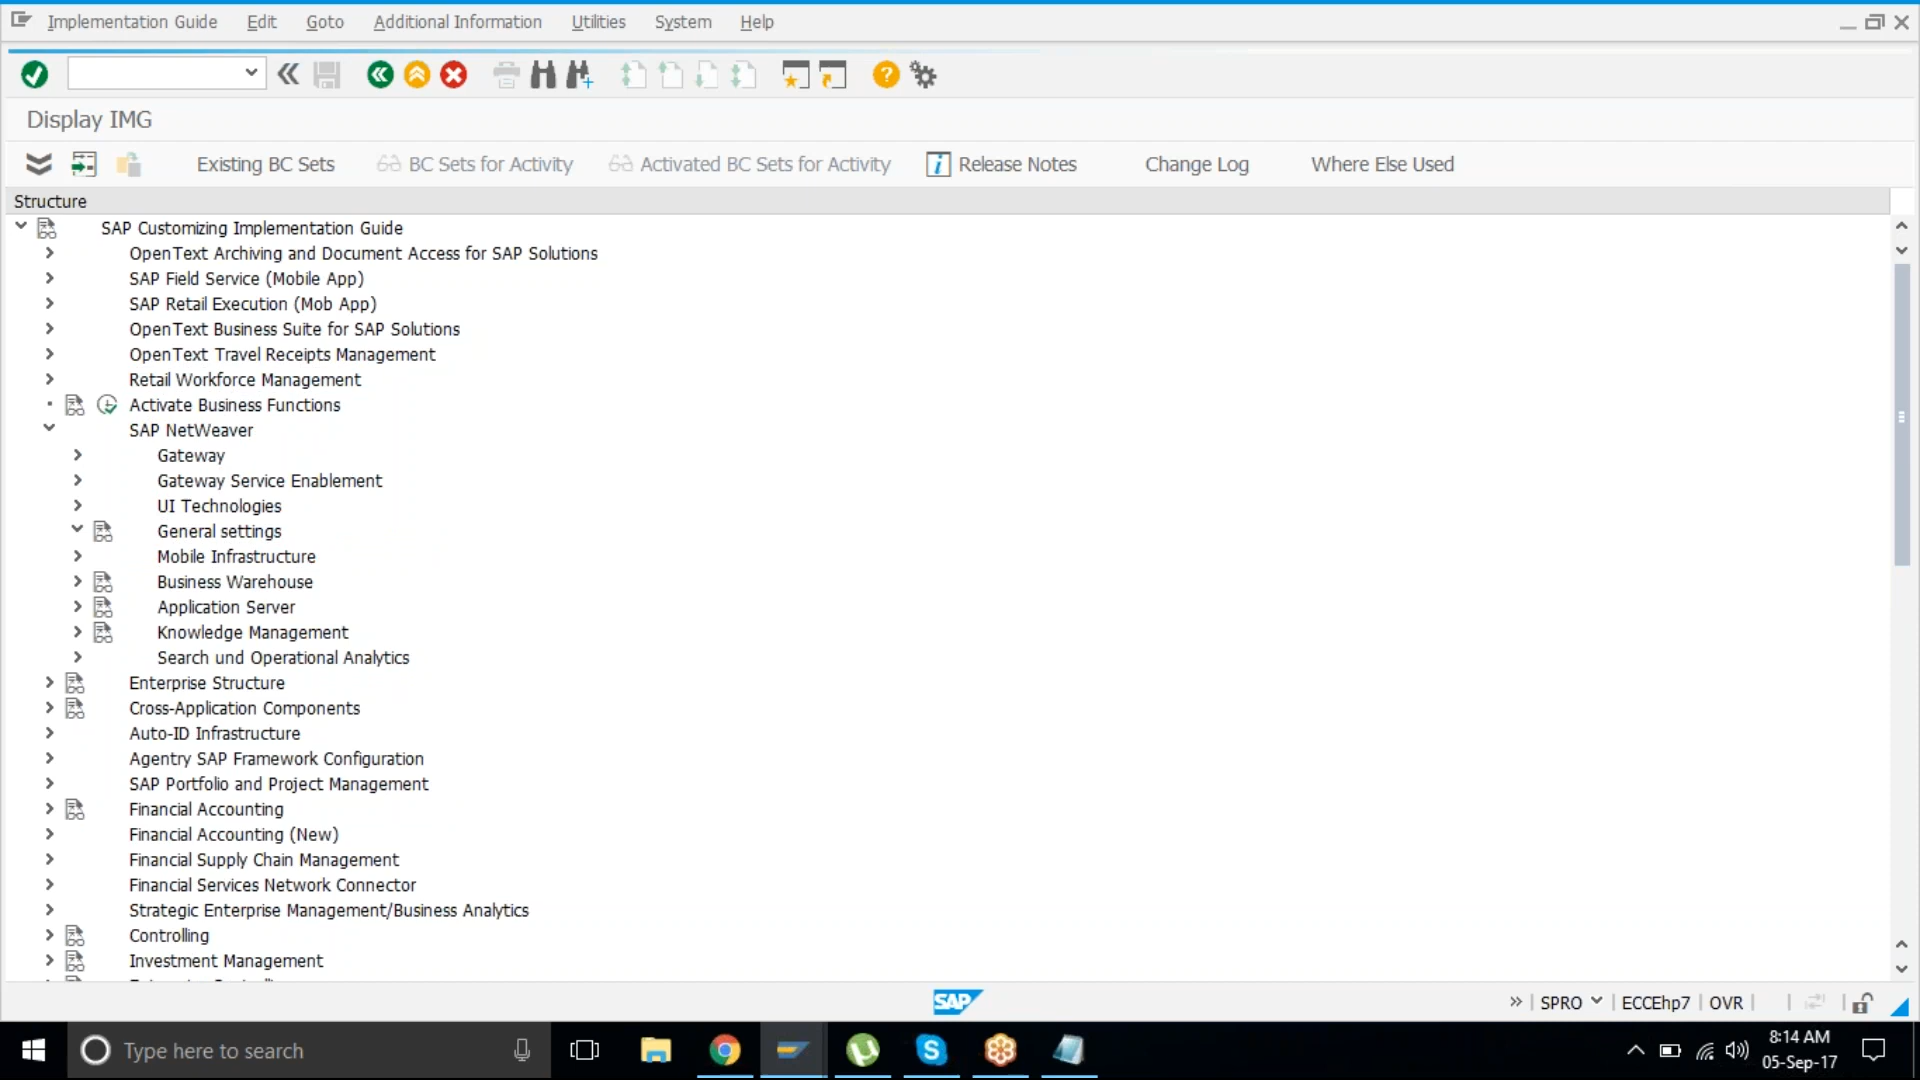 Implementation Guide Edit Goto Additional Information Utilities System Help
Display IMG
Existing BC Sets BC Sets for Activity Activated BC Sets for Activity Release Notes Change Log Where Else Used
Structure
SAP Customizing Implementation Guide
OpenText Archiving and Document Access for SAP Solutions
SAP Field Service (Mobile App)
SAP Retail Execution (Mob App)
OpenText Business Suite for SAP Solutions
OpenText Travel Receipts Management
Retail Workforce Management
Activate Business Functions
SAP NetWeaver
Gateway
Gateway Service Enablement
UI Technologies
General settings
Mobile Infrastructure
Business Warehouse
Application Server
Knowledge Management
Search und Operational Analytics
Enterprise Structure
Cross-Application Components
Auto-ID Infrastructure
Agentry SAP Framework Configuration
SAP Portfolio and Project Management
Financial Accounting
Financial Accounting (New)
Financial Supply Chain Management
Financial Services Network Connector
Strategic Enterprise Management/Business Analytics
Controlling
Investment Management
SAP
SPRO ECCEhp7 OVR
Type here to search
8:14 AM
05-Sep-17